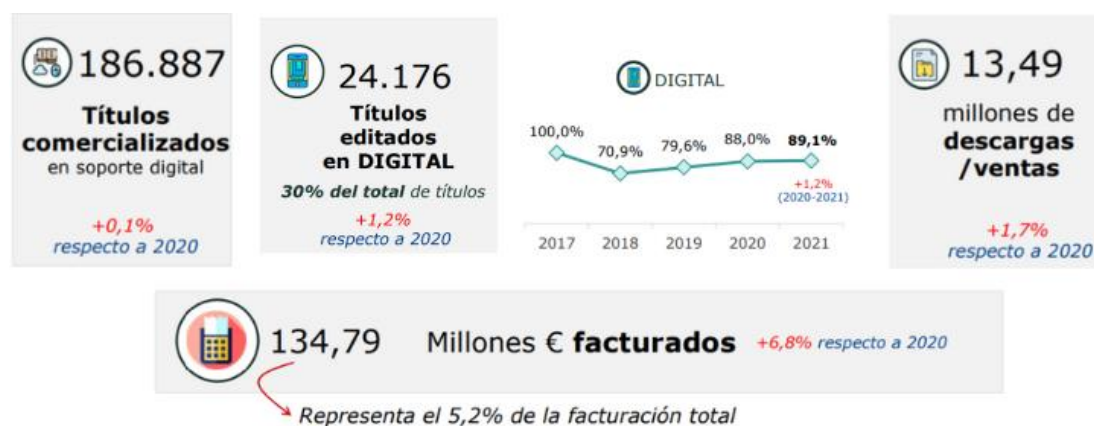 186.887
Títulos
comercializados
en soporte digital
+0,1%
respecto a 2020
24.176
Títulos
editados
en DIGITAL
30% del total de títulos
+1,2%
respecto a 2020
DIGITAL
100,0%
70,9%
79,6%
88,0%
89,1%
+1,2%
(2020-2021)
2017 2018 2019 2020 2021
13,49
millones de
descargas
/ventas
+1,7%
respecto a 2020
134,79 Millones € facturados +6,8% respecto a 2020
Representa el 5,2% de la facturación total